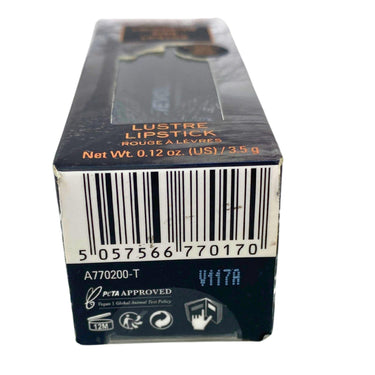 LUSTRE
LIPSTICK
ROUGE À LÈVRES
Net Wt. 0.12 oz. (US) / 3.5 g
5 057566 770170
A770200-T
V117A
PETA APPROVED
Vegan & Global Animal Test Policy
12M